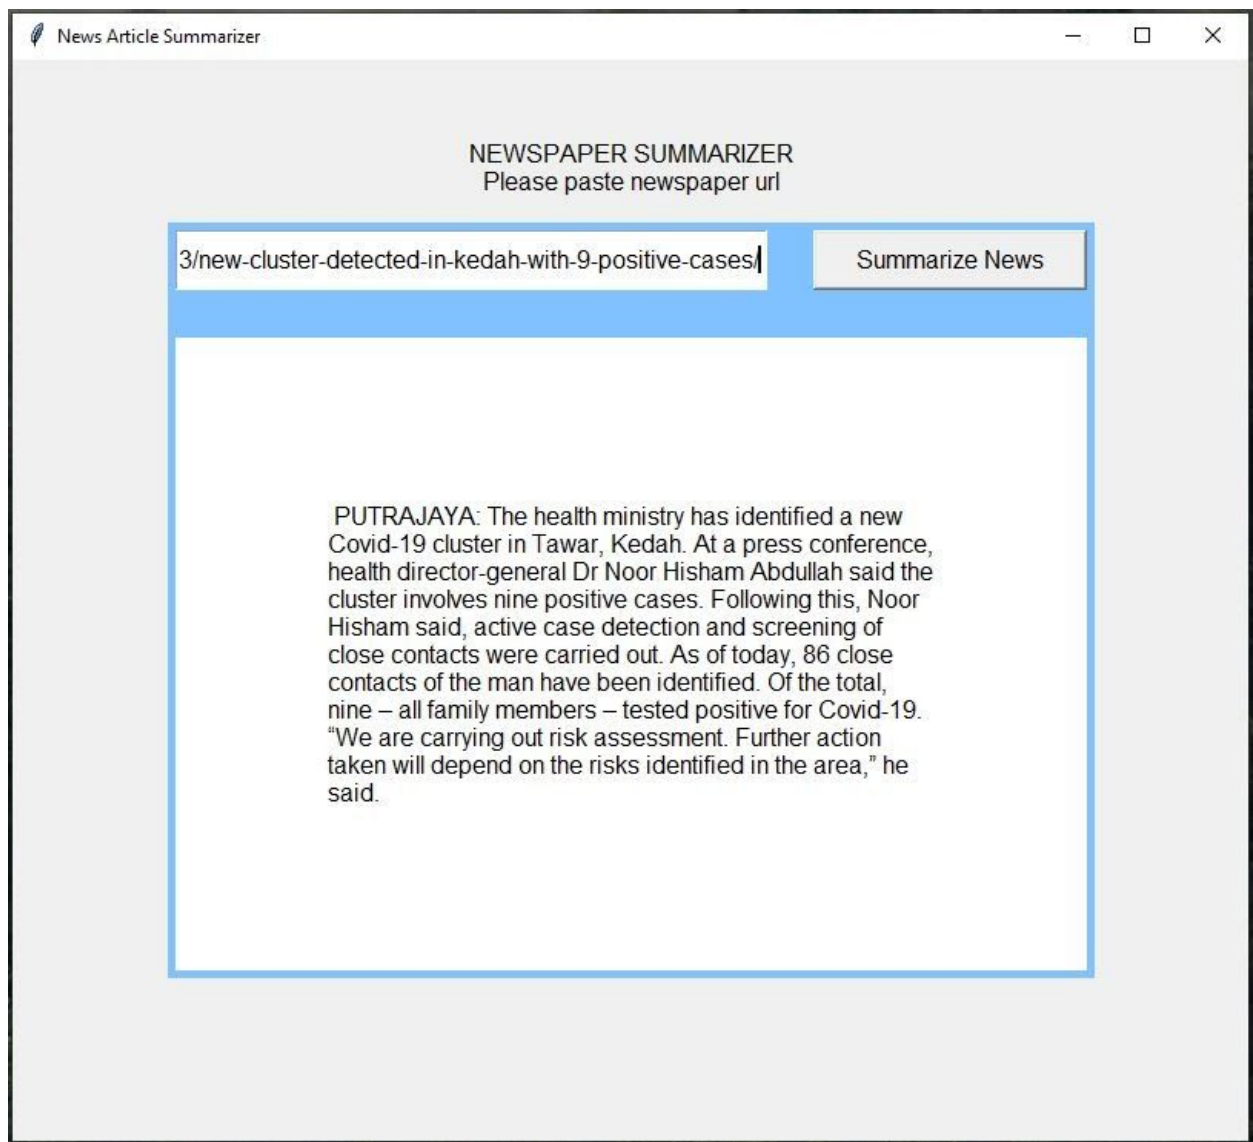 News Article Summarizer
NEWSPAPER SUMMARIZER
Please paste newspaper url
3/new-cluster-detected-in-kedah-with-9-positive-cases/
Summarize News
PUTRAJAYA: The health ministry has identified a new
Covid-19 cluster in Tawar, Kedah. At a press conference,
health director-general Dr Noor Hisham Abdullah said the
cluster involves nine positive cases. Following this, Noor
Hisham said, active case detection and screening of
close contacts were carried out. As of today, 86 close
contacts of the man have been identified. Of the total,
nine – all family members – tested positive for Covid-19.
“We are carrying out risk assessment. Further action
taken will depend on the risks identified in the area,” he
said.